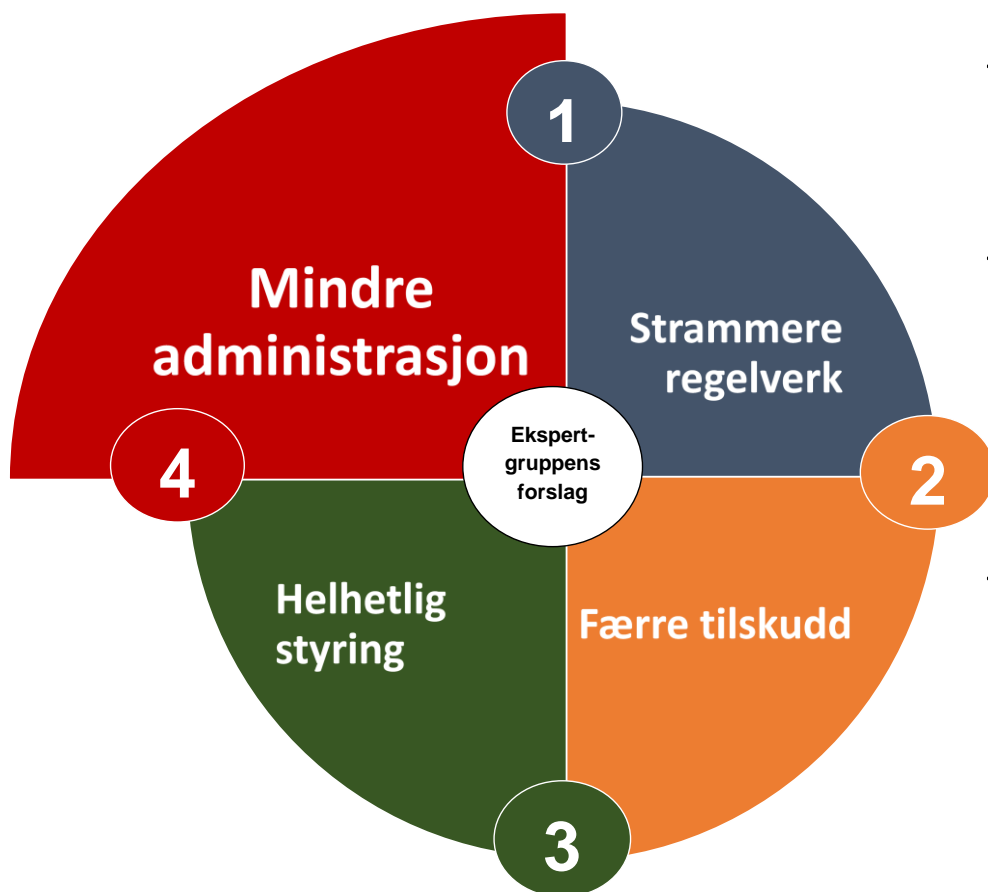 1
Strammere
regelverk
2
Færre tilskudd
3
Helhetlig
styring
4
Mindre
administrasjon
Ekspert-
gruppens
forslag